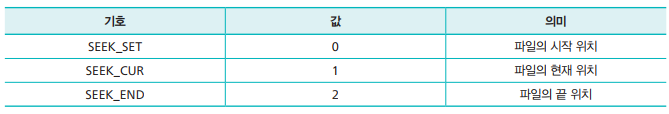 기호 값 의미
SEEK_SET 0 파일의 시작 위치
SEEK_CUR 1 파일의 현재 위치
SEEK_END 2 파일의 끝 위치